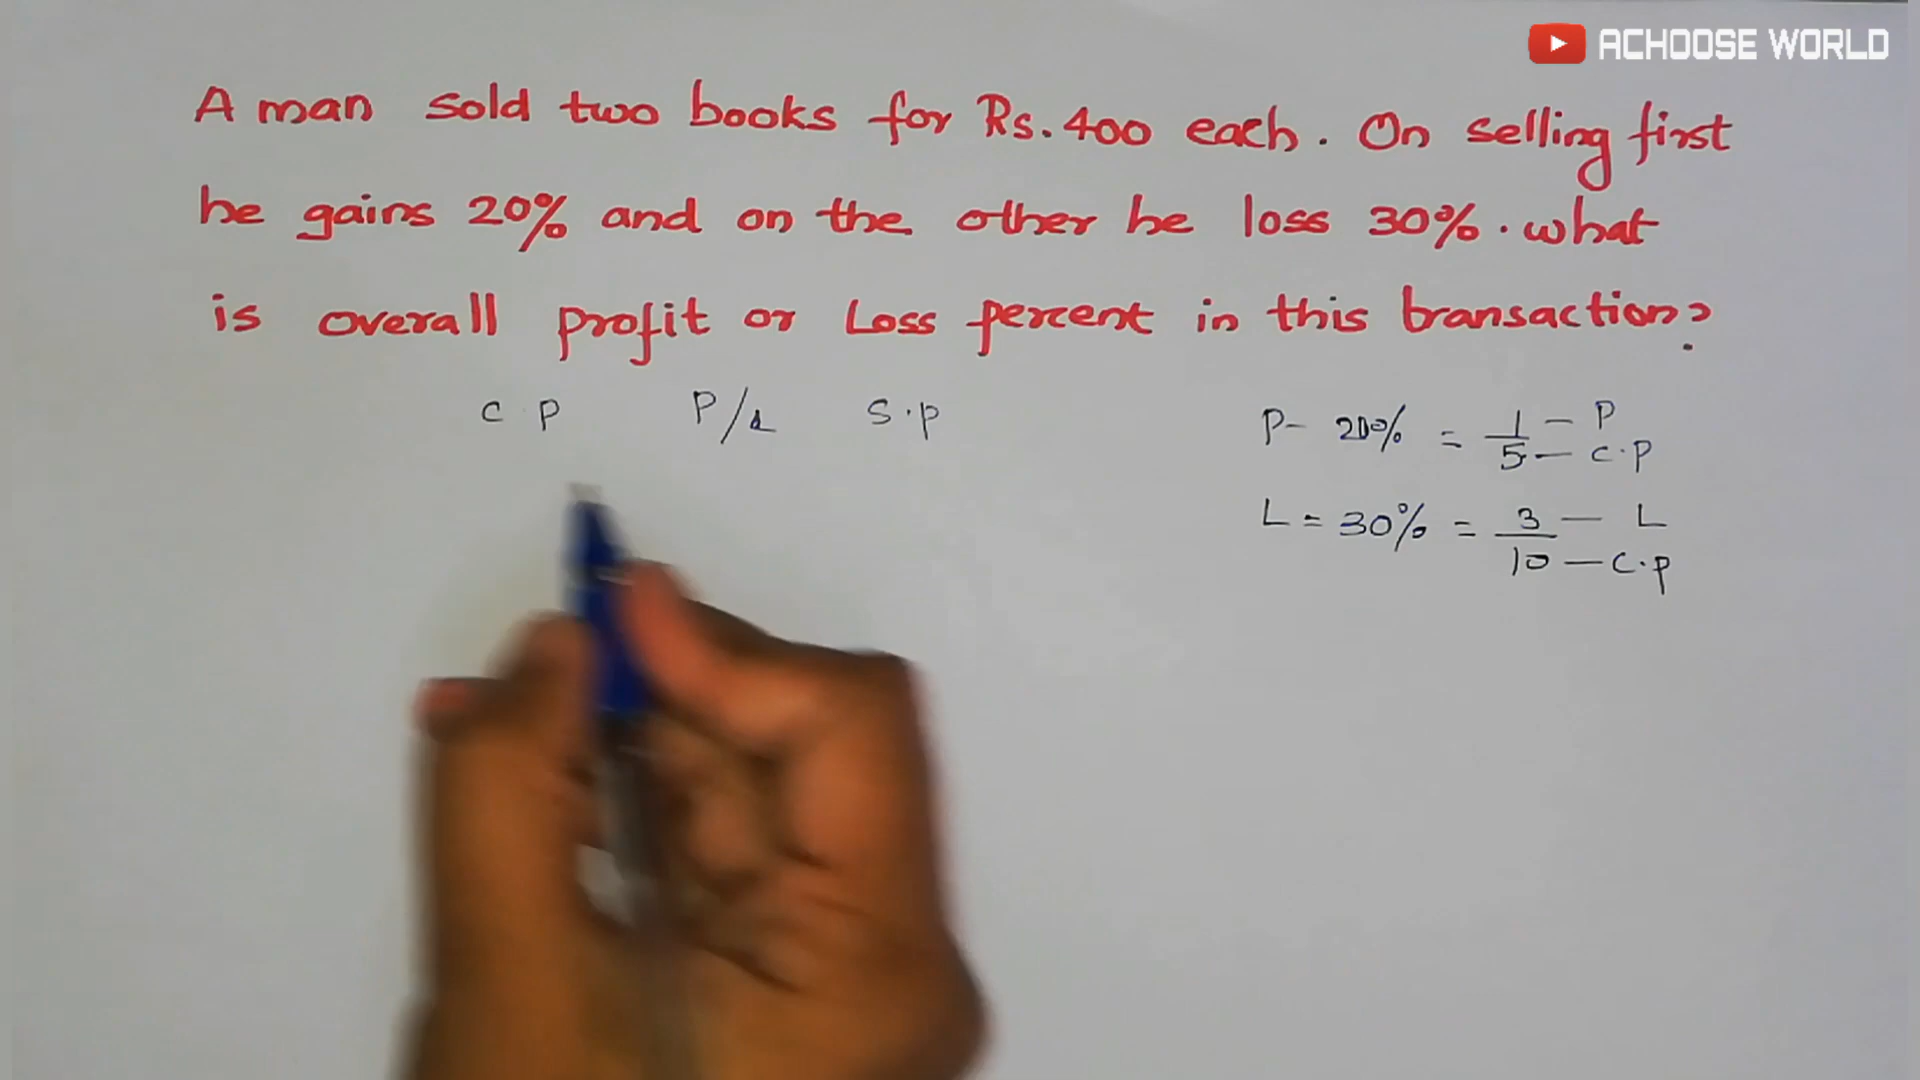 ACHOOSE WORLD
A man sold two books for Rs. 400 each. On selling first
he gains 20% and on the other he loss 30%. what
is overall profit or Loss percent in this transaction?
C P P/L S.P
P- 20% = 1/5 - P - C.P
L = 30% = 3/10 - L - C.P